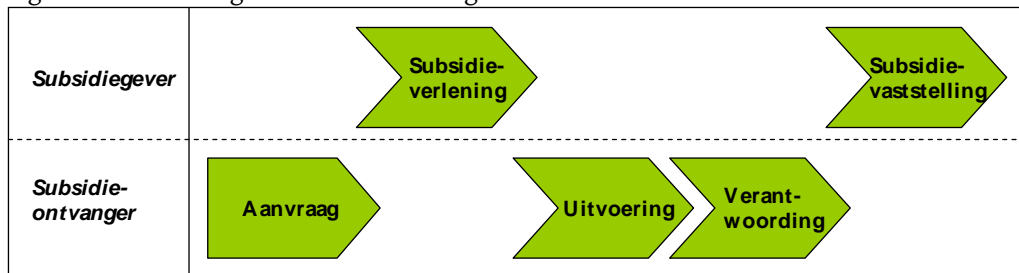 Subsidiegever
Subsidie-
verlening
Subsidie-
vaststelling
Subsidie-
ontvanger
Aanvraag
Uitvoering
Verant-
woording